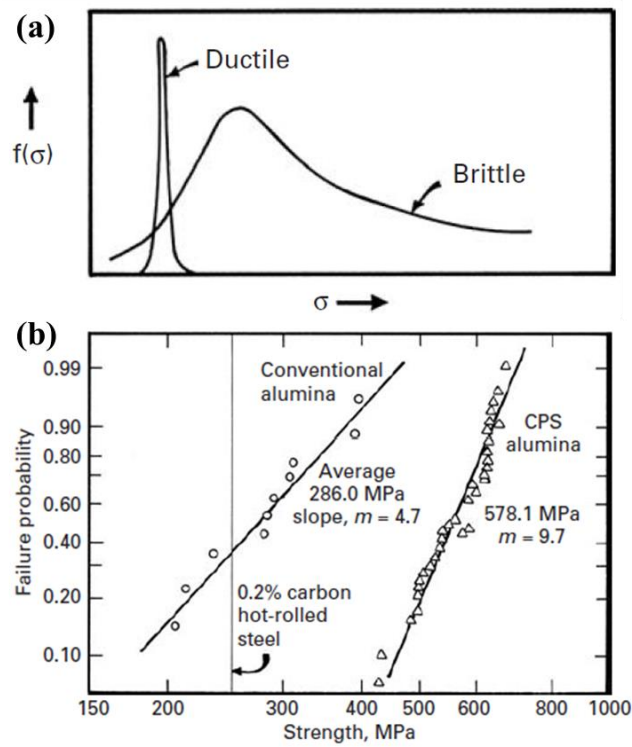 (a)
Ductile
f(σ)
Brittle
σ
(b)
0.99
0.90
0.80
0.60
0.40
0.20
0.10
Failure probability
Conventional
alumina
CPS
alumina
Average
286.0 MPa
slope, m = 4.7
578.1 MPa
m = 9.7
0.2% carbon
hot-rolled
steel
150 200 300 400 500 600 800 1000
Strength, MPa